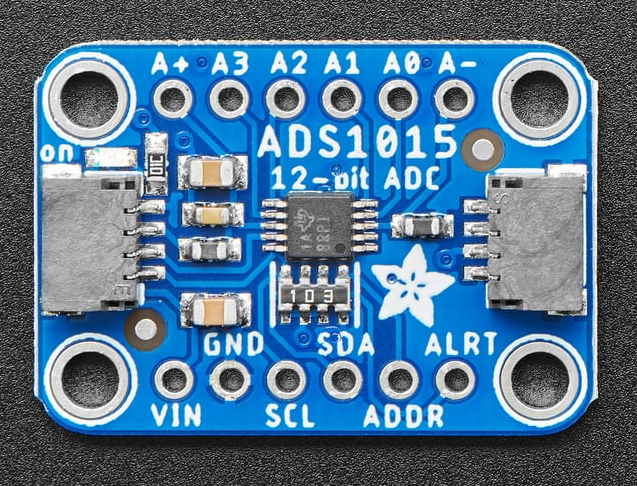 A+ A3 A2 A1 A0 A-
ADS1015
on
12-bit ADC
103
GND SDA ALRT
VIN SCL ADDR